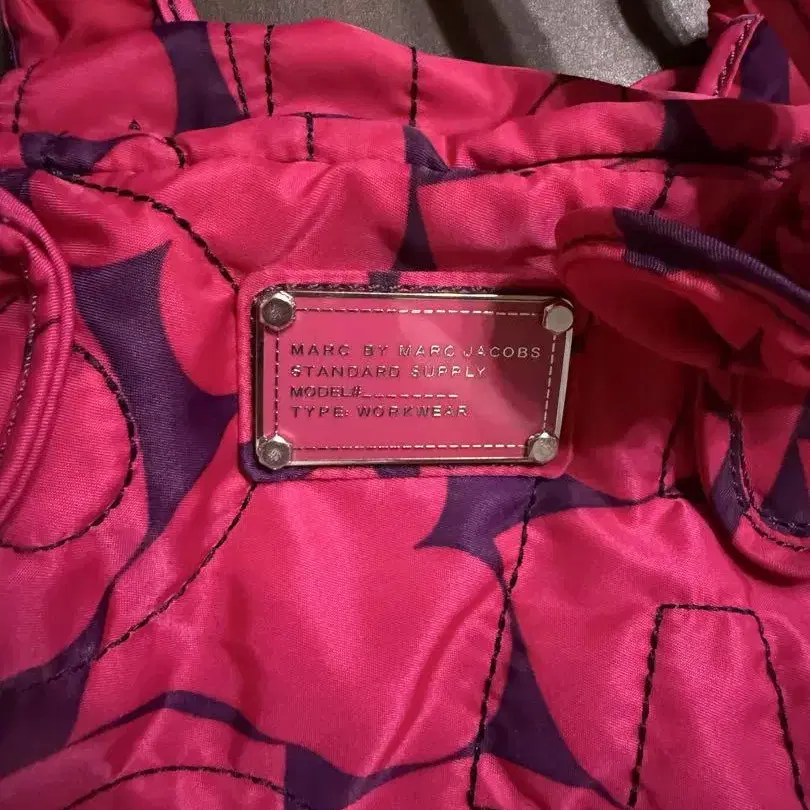 MARC BY MARC JACOBS
STANDARD SUPPLY
MODEL#_________
TYPE: WORKWEAR